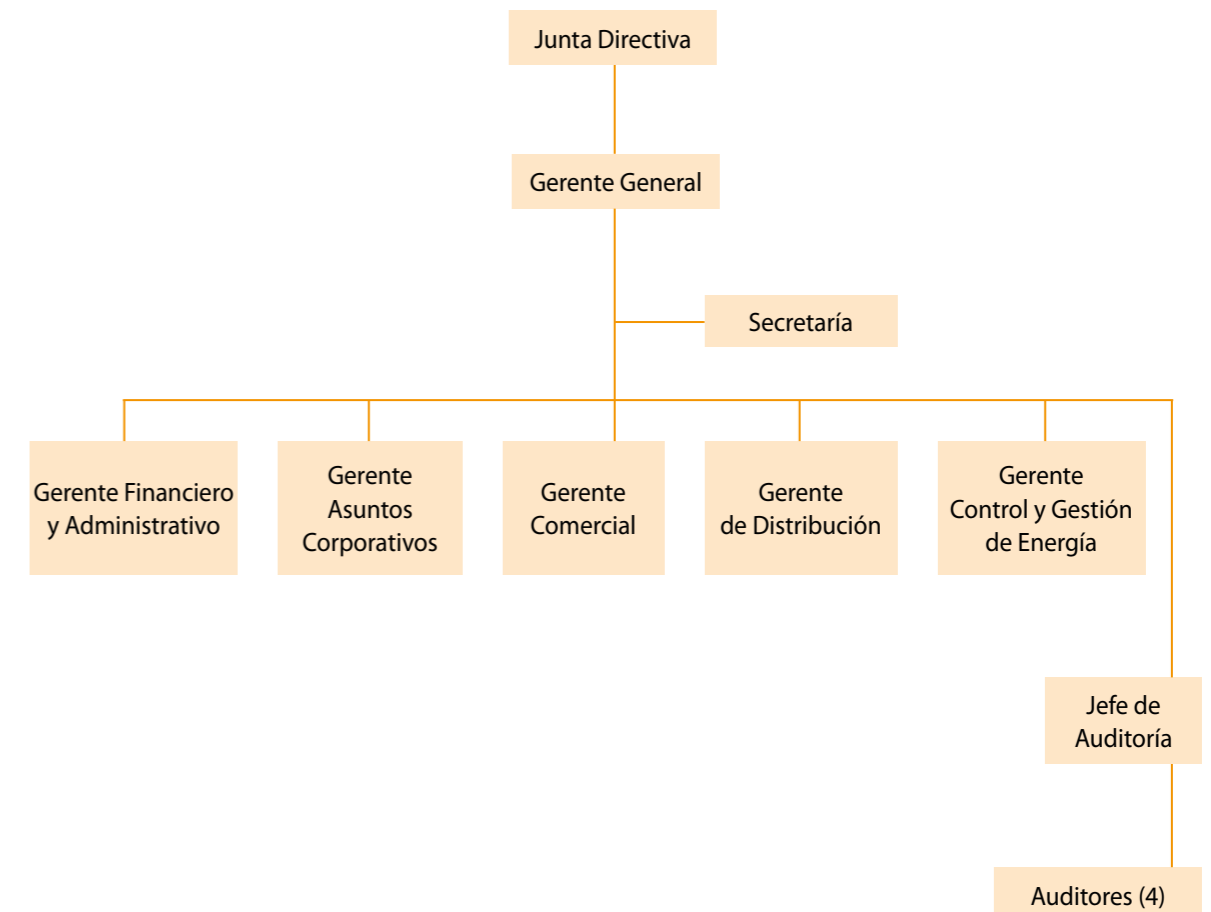 Junta Directiva
Gerente General
Secretaría
Gerente Financiero
y Administrativo
Gerente
Asuntos
Corporativos
Gerente
Comercial
Gerente
de Distribución
Gerente
Control y Gestión
de Energía
Jefe de
Auditoría
Auditores (4)